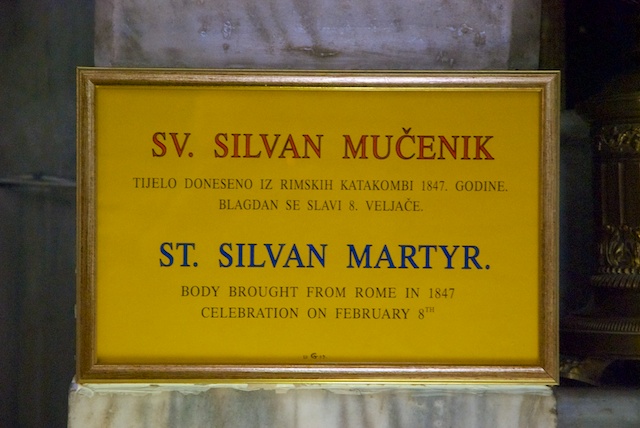 SV. SILVAN MUČENIK
TIJELO DONESENO IZ RIMSKIH KATAKOMBI 1847. GODINE.
BLAGDAN SE SLAVI 8. VELJAČE.
ST. SILVAN MARTYR.
BODY BROUGHT FROM ROME IN 1847
CELEBRATION ON FEBRUARY 8TH